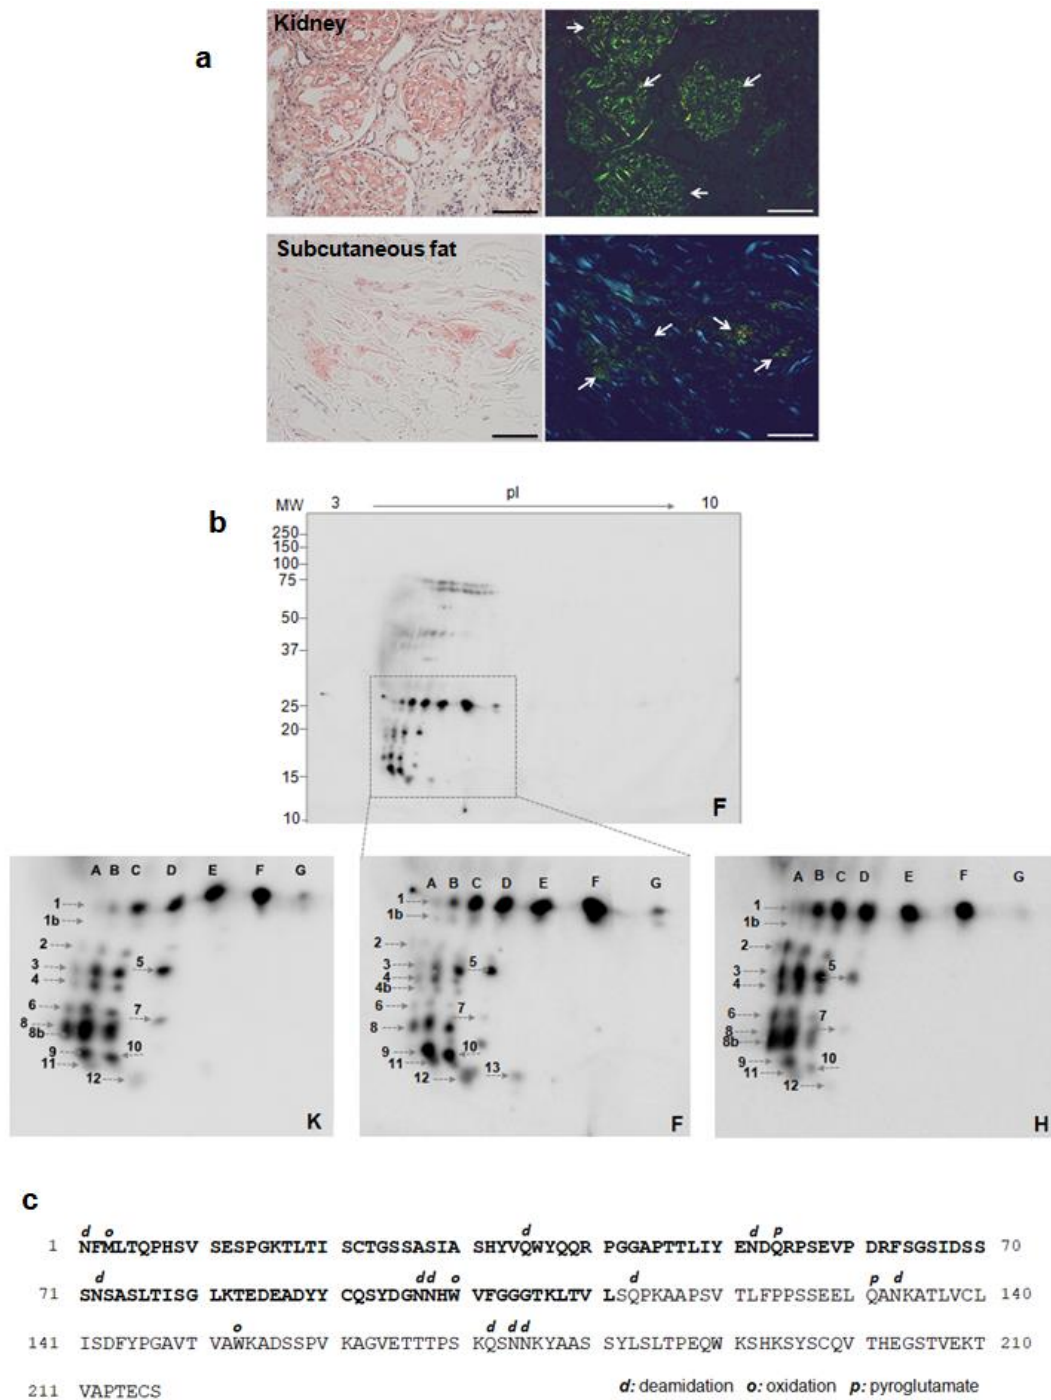 a
Kidney
Subcutaneous fat
b
MW 3 pI 10
250
150
100
75
50
37
25
20
15
10
F
A B C D E F G
1
1b
2
3
4
5
6
7
8
8b
9
10
11
12
K
A B C D E F G
1
1b
2
3
4
4b
5
6
7
8
9
10
11
12
13
F
A B C D E F G
1
1b
2
3
4
5
6
7
8
8b
9
10
11
12
H
c
d o d d p
1 NFMLTQPHSV SESPGKTLTI SCTGSSASIA SHYVQWYQQR PGGAPTTLIY ENDQRPSEVP DRFSGSIDSS 70
d d d o d p d
71 SNSASLTISG LKTEDEADYY CQSYDGNNHW VFGGGTKLTV LSQPKAAPSV TLFPPSSEEL QANKATLVCL 140
o d d d
141 ISDFYPGAVT VAWKADSSPV KAGVETTTPS KQSNNKYAAS SYLSLTPEQW KSHKSYSCQV THEGSTVEKT 210
211 VAPTECS
d: deamidation o: oxidation p: pyroglutamate